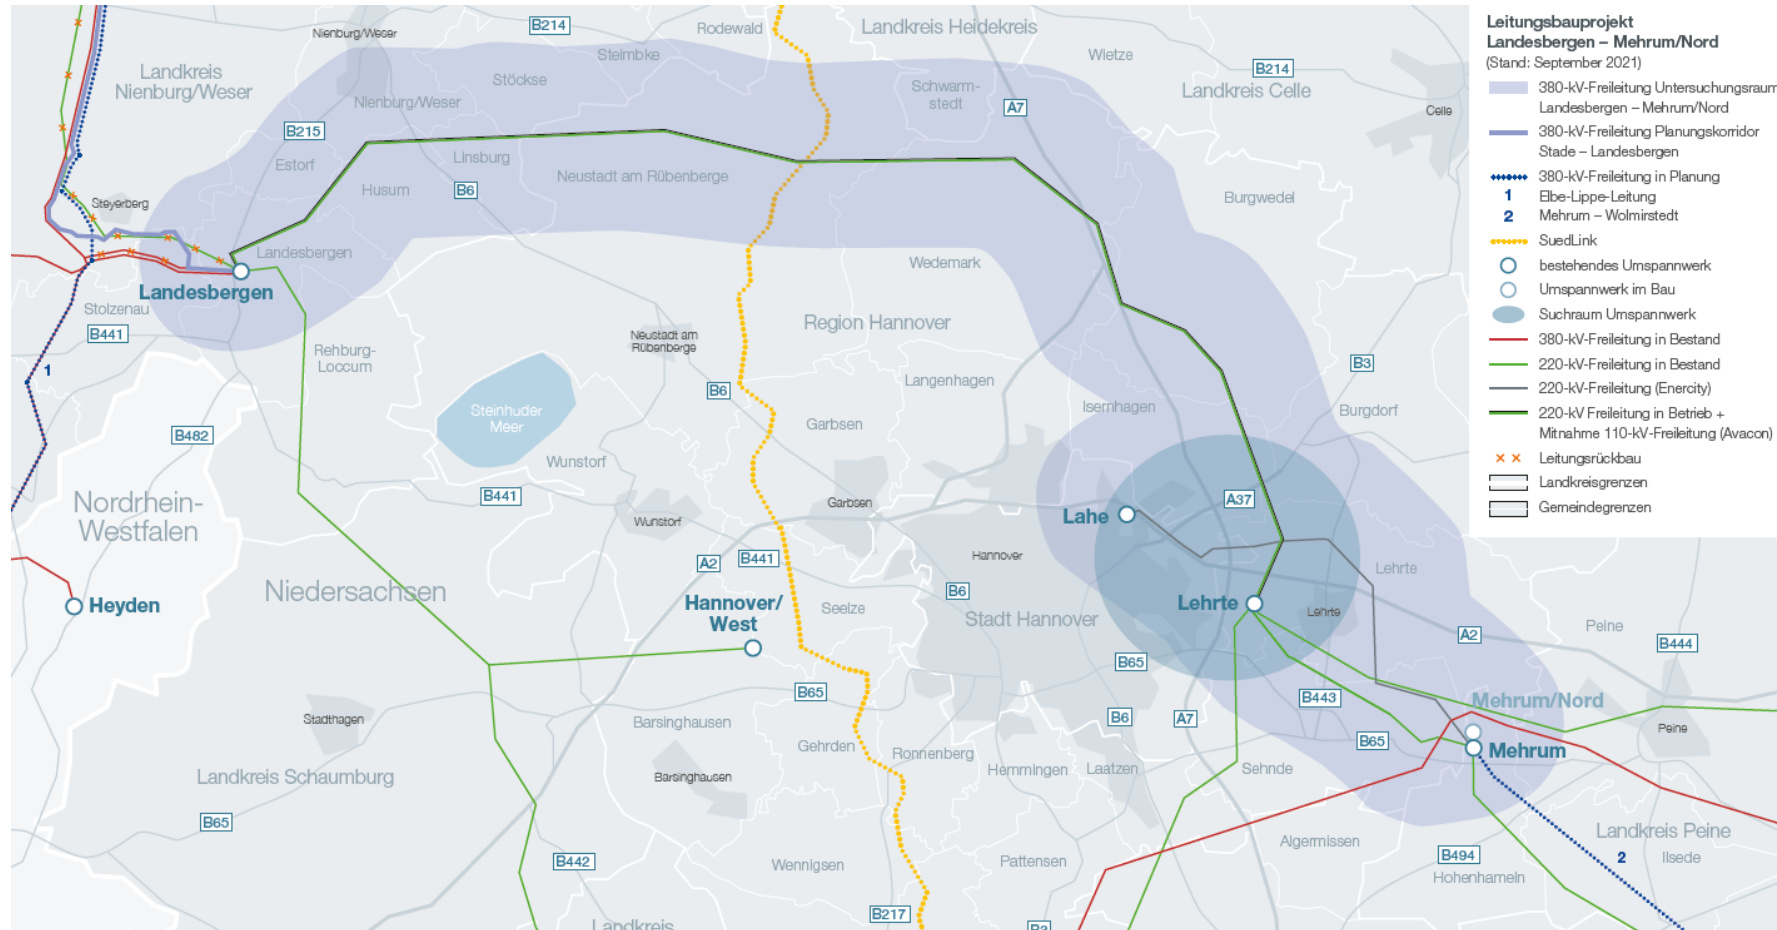 Leitungsbauprojekt
Landesbergen – Mehrum/Nord
(Stand: September 2021)
380-kV-Freileitung Untersuchungsraum
Landesbergen – Mehrum/Nord
380-kV-Freileitung Planungskorridor
Stade – Landesbergen
380-kV-Freileitung in Planung
1 Elbe-Lippe-Leitung
2 Mehrum – Wolmirstedt
SuedLink
bestehendes Umspannwerk
Umspannwerk im Bau
Suchraum Umspannwerk
380-kV-Freileitung in Bestand
220-kV-Freileitung in Bestand
220-kV-Freileitung (Enercity)
220-kV Freileitung in Betrieb +
Mitnahme 110-kV-Freileitung (Avacon)
Leitungsrückbau
Landkreisgrenzen
Gemeindegrenzen
Nienburg/Weser
B214
Rodewald
Landkreis Heidekreis
Steimbke
Wietze
Landkreis
Nienburg/Weser
Stöckse
B214
Schwarm-
stedt
Landkreis Celle
Nienburg/Weser
A7
Celle
B215
Estorf
Linsburg
Husum
B6
Neustadt am Rübenberge
Burgwedel
Steyerberg
Landesbergen
Wedemark
Landesbergen
Stolzenau
B441
Region Hannover
Neustadt am
Rübenberge
Rehburg-
Loccum
1
B3
Langenhagen
B6
Isernhagen
Burgdorf
Steinhuder
Meer
Garbsen
B482
Wunstorf
Nordrhein-
Westfalen
B441
Garbsen
A37
Lahe
Wunstorf
Hannover
A2
B441
Lehrte
Niedersachsen
B6
Heyden
Hannover/
West
Seelze
Lehrte
Lehrte
Stadt Hannover
Peine
A2
B444
B65
B65
B443
Mehrum/Nord
Stadthagen
Barsinghausen
B6
A7
Peine
Gehrden
Ronnenberg
B65
Mehrum
Landkreis Schaumburg
Barsinghausen
Hemmingen
Laatzen
Sehnde
B65
Landkreis Peine
Algermissen
B442
Wennigsen
Pattensen
B494
2
Ilsede
Hohenhameln
B217
Landkreis
B3